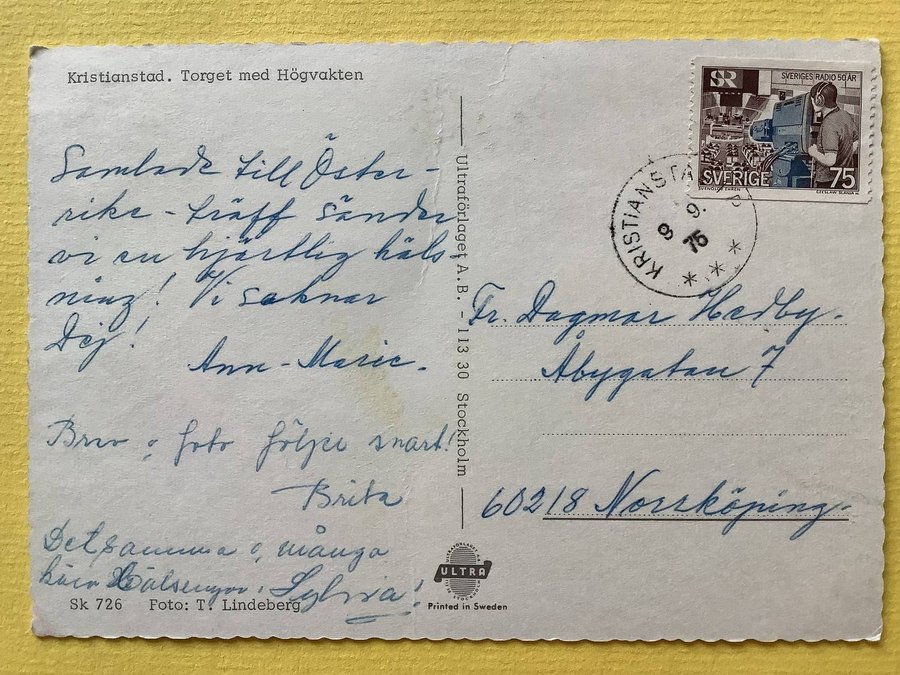 Kristianstad. Torget med Högvakten
Samlade till Öster-
rike-träff sänder
vi en hjärtlig häls-
ning! Vi saknar
Dej!
Ann-Marie.
Brev o foto följer snart!
Brita
Detsamma o många
kära Hälsningar, Sylvia!
Sk 726 Foto: T. Lindeberg
Ultraförlaget A.B. - 113 30 Stockholm
ULTRA
Printed in Sweden
SR
SVERIGES RADIO 50 ÅR
SVERIGE 75
CZESLAW SLANIA
KRISTIANSTAD
9 9.
75
Fr. Dagmar Hedby.
Åbygatan 7
60218 Norrköping.